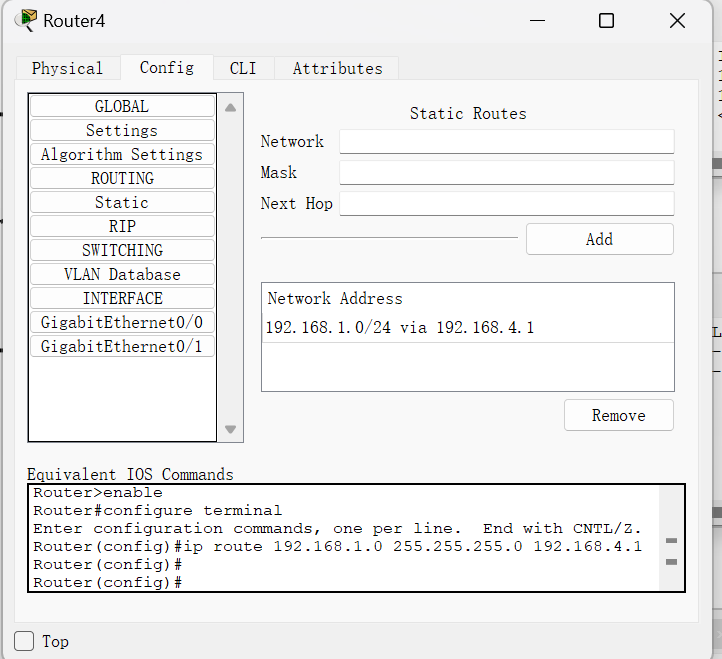 Router4
Physical Config CLI Attributes
GLOBAL
Settings
Algorithm Settings
ROUTING
Static
RIP
SWITCHING
VLAN Database
INTERFACE
GigabitEthernet0/0
GigabitEthernet0/1
Static Routes
Network
Mask
Next Hop
Add
Network Address
192.168.1.0/24 via 192.168.4.1
Remove
Equivalent IOS Commands
Router>enable
Router#configure terminal
Enter configuration commands, one per line.  End with CNTL/Z.
Router(config)#ip route 192.168.1.0 255.255.255.0 192.168.4.1
Router(config)#
Router(config)#
Top